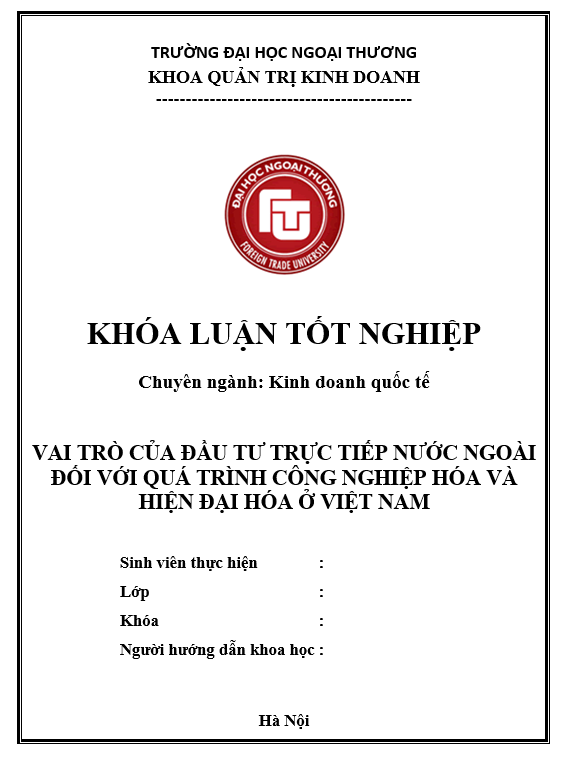 TRƯỜNG ĐẠI HỌC NGOẠI THƯƠNG
KHOA QUẢN TRỊ KINH DOANH
-------------------------------------------
ĐẠI HỌC NGOẠI THƯƠNG
FTU
FOREIGN TRADE UNIVERSITY
KHÓA LUẬN TỐT NGHIỆP
Chuyên ngành: Kinh doanh quốc tế
VAI TRÒ CỦA ĐẦU TƯ TRỰC TIẾP NƯỚC NGOÀI
ĐỐI VỚI QUÁ TRÌNH CÔNG NGHIỆP HÓA VÀ
HIỆN ĐẠI HÓA Ở VIỆT NAM
Sinh viên thực hiện :
Lớp :
Khóa :
Người hướng dẫn khoa học :
Hà Nội